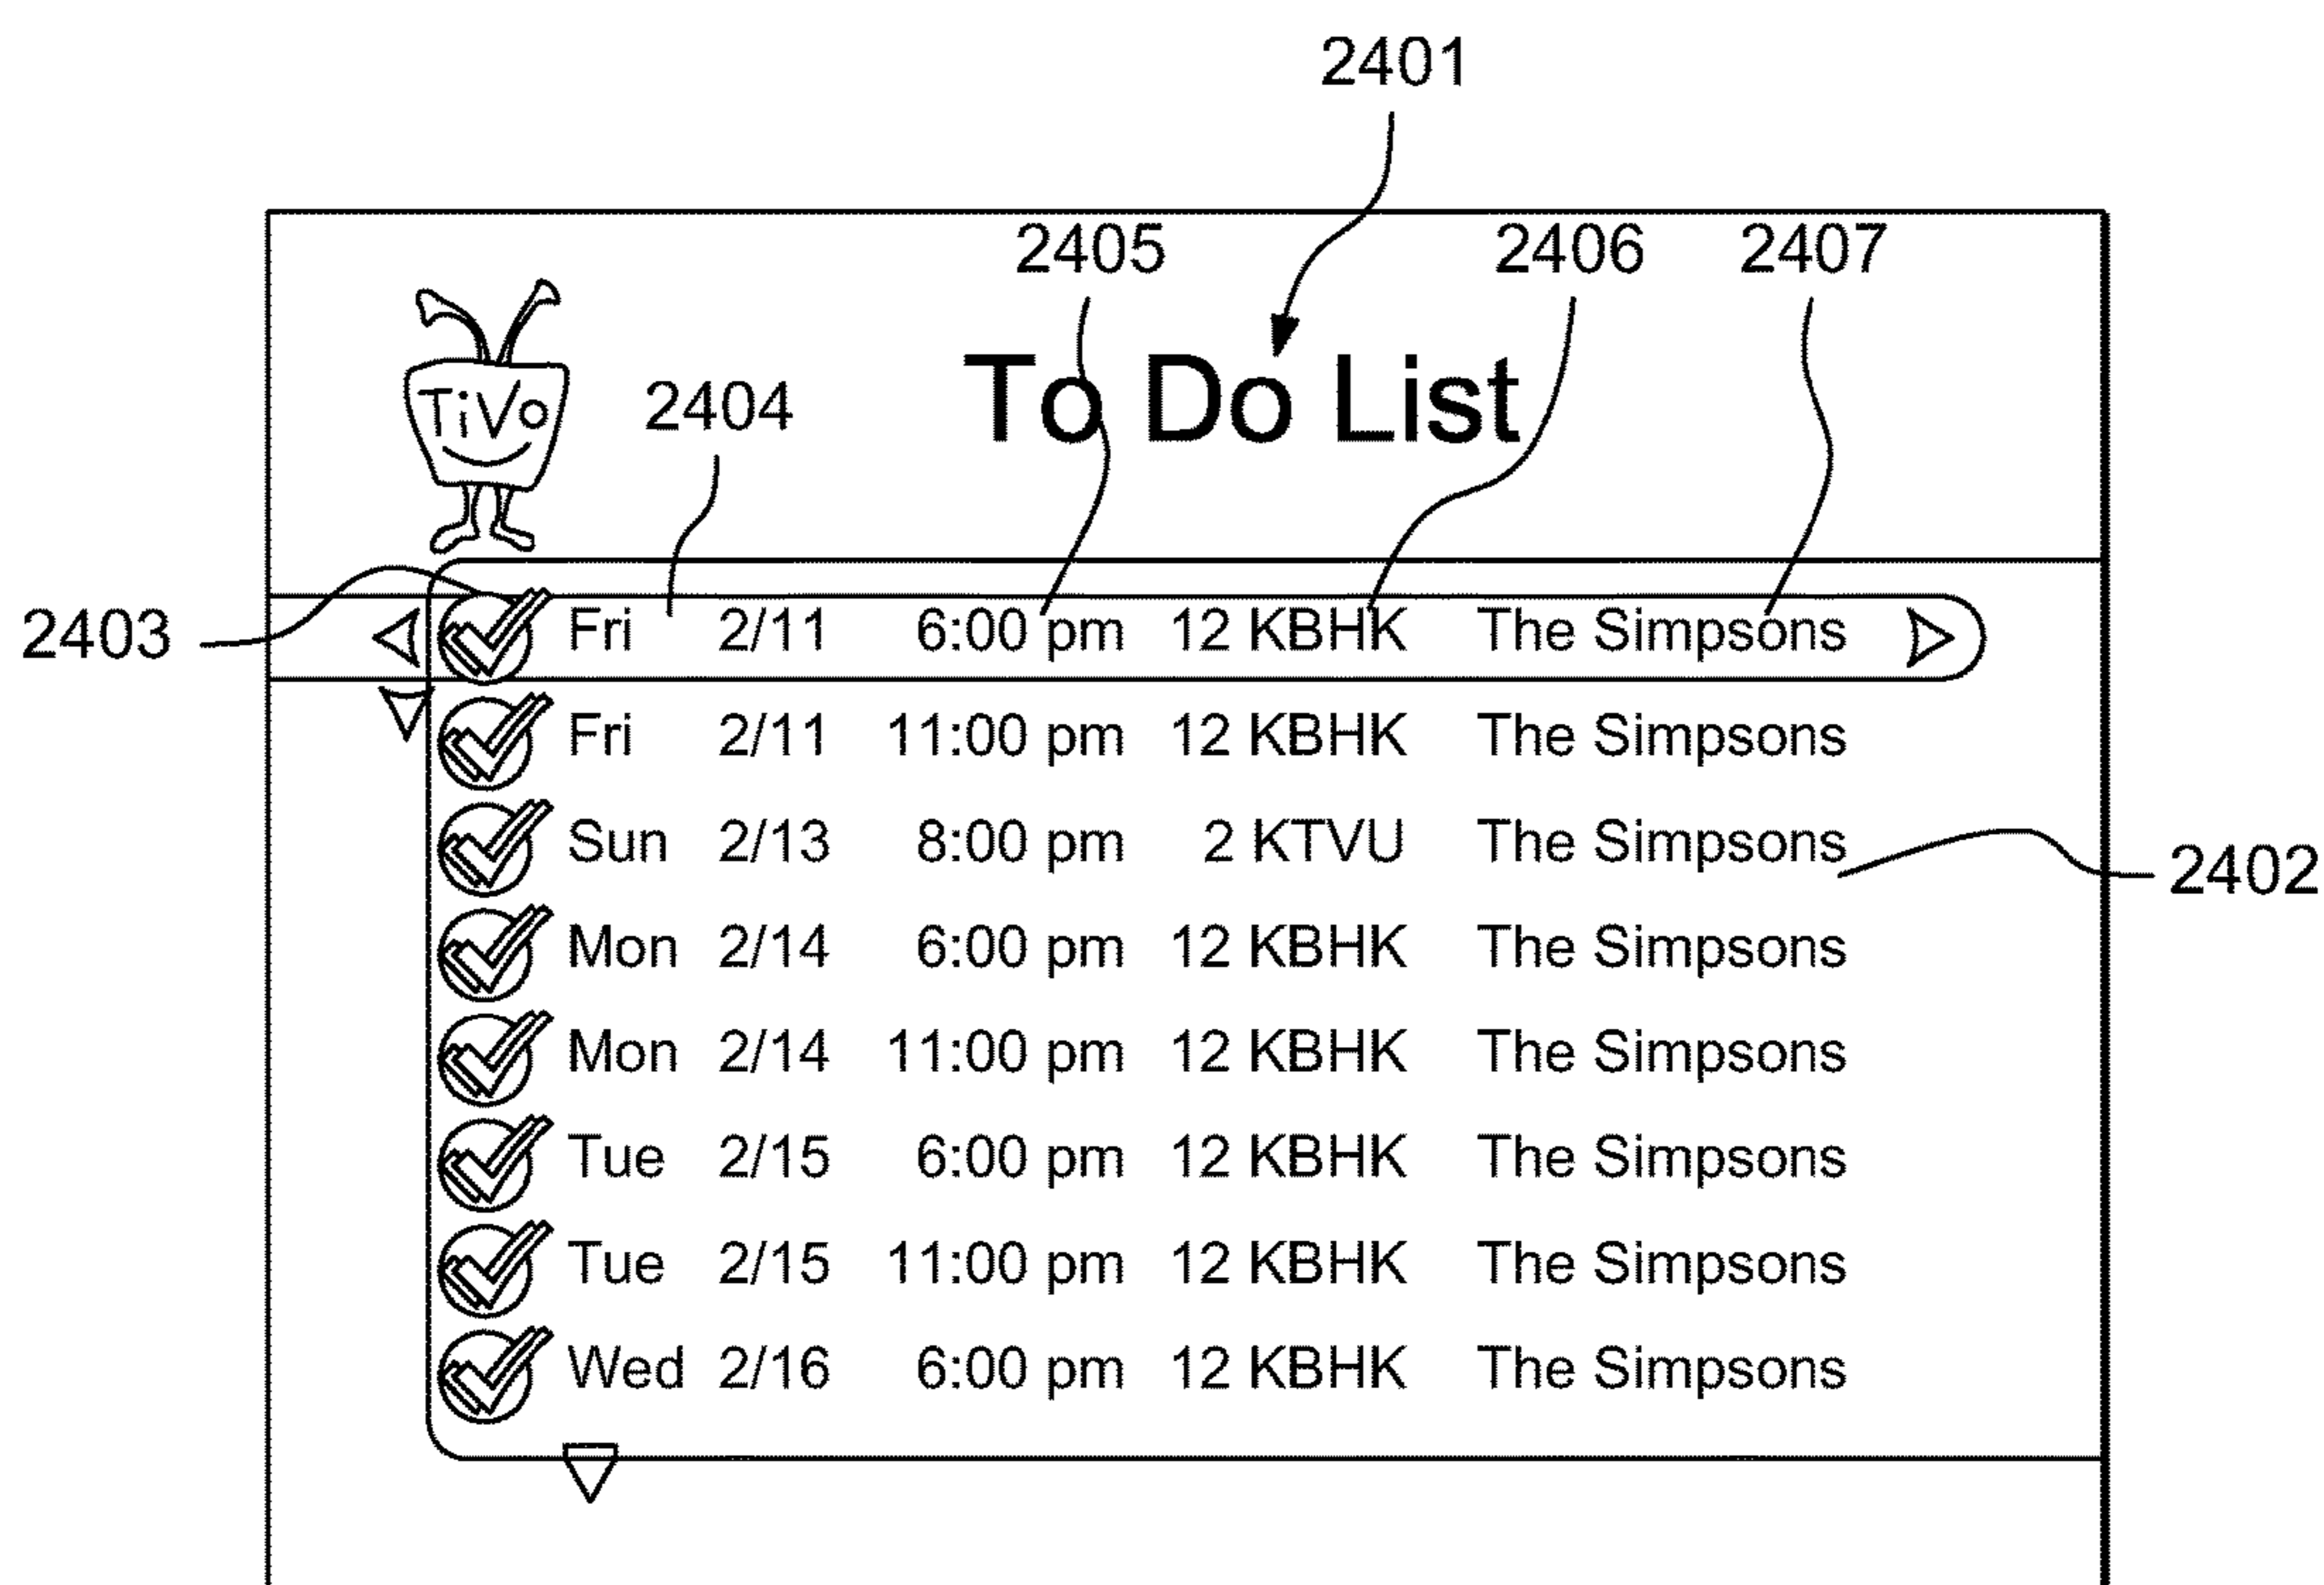 2401
2405 2406 2407
TiVo 2404 To Do List
2403 Fri 2/11 6:00 pm 12 KBHK The Simpsons
Fri 2/11 11:00 pm 12 KBHK The Simpsons
Sun 2/13 8:00 pm 2 KTVU The Simpsons
2402
Mon 2/14 6:00 pm 12 KBHK The Simpsons
Mon 2/14 11:00 pm 12 KBHK The Simpsons
Tue 2/15 6:00 pm 12 KBHK The Simpsons
Tue 2/15 11:00 pm 12 KBHK The Simpsons
Wed 2/16 6:00 pm 12 KBHK The Simpsons